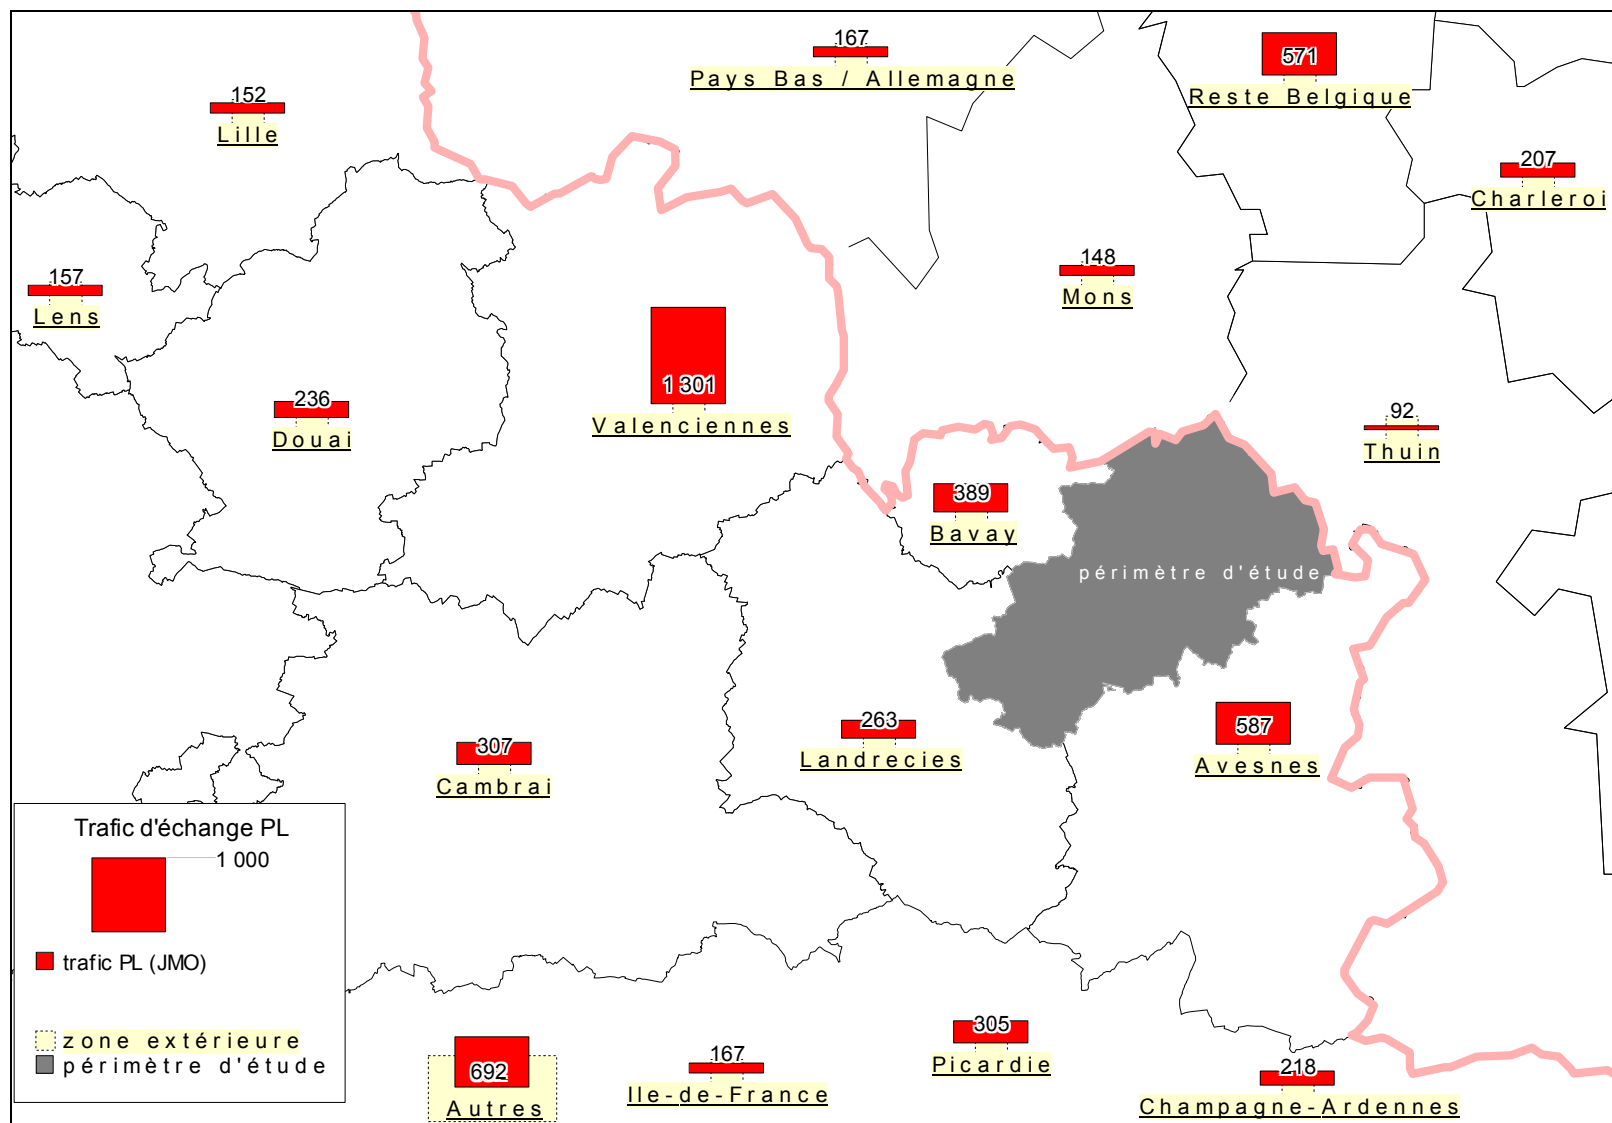 167
Pays Bas / Allemagne
571
Reste Belgique
152
Lille
207
Charleroi
157
Lens
148
Mons
236
Douai
1 301
Valenciennes
92
Thuin
389
Bavay
périmètre d'étude
307
Cambrai
263
Landrecies
587
Avesnes
Trafic d'échange PL
1 000
trafic PL (JMO)
zone extérieure
périmètre d'étude
692
Autres
167
Ile-de-France
305
Picardie
218
Champagne-Ardennes